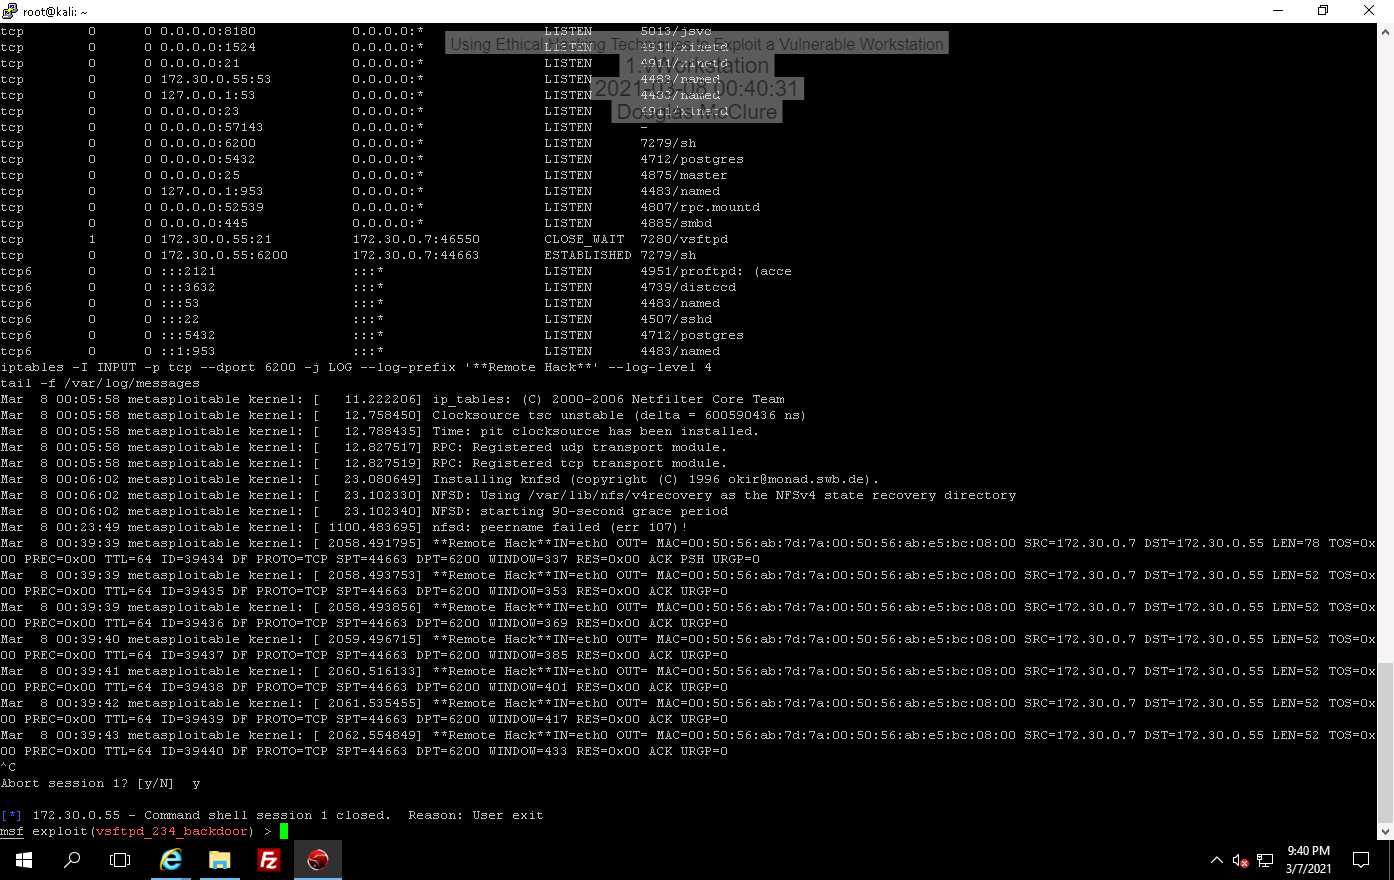 root@kali: ~
tcp 0 0 0.0.0.0:8180 0.0.0.0:* LISTEN 5013/jsvc
Using Ethical Hacking Techniques to Exploit a Vulnerable Workstation
tcp 0 0 0.0.0.0:1524 0.0.0.0:* LISTEN 4911/xinetd
tcp 0 0 0.0.0.0:21 0.0.0.0:* LISTEN 4911/xinetd
tcp 0 0 172.30.0.55:53 0.0.0.0:* LISTEN 4483/named
tcp 0 0 127.0.0.1:53 0.0.0.0:* LISTEN 4483/named
00:40:31
tcp 0 0 0.0.0.0:23 0.0.0.0:* LISTEN 4911/xinetd
Douglas McClure
tcp 0 0 0.0.0.0:57143 0.0.0.0:* LISTEN -
tcp 0 0 0.0.0.0:6200 0.0.0.0:* LISTEN 7279/sh
tcp 0 0 0.0.0.0:5432 0.0.0.0:* LISTEN 4712/postgres
tcp 0 0 0.0.0.0:25 0.0.0.0:* LISTEN 4875/master
tcp 0 0 127.0.0.1:953 0.0.0.0:* LISTEN 4483/named
tcp 0 0 0.0.0.0:52539 0.0.0.0:* LISTEN 4807/rpc.mountd
tcp 0 0 0.0.0.0:445 0.0.0.0:* LISTEN 4885/smbd
tcp 1 0 172.30.0.55:21 172.30.0.7:46550 CLOSE_WAIT 7280/vsftpd
tcp 0 0 172.30.0.55:6200 172.30.0.7:44663 ESTABLISHED 7279/sh
tcp6 0 0 :::2121 :::* LISTEN 4951/proftpd: (acce
tcp6 0 0 :::3632 :::* LISTEN 4739/distccd
tcp6 0 0 :::53 :::* LISTEN 4483/named
tcp6 0 0 :::22 :::* LISTEN 4507/sshd
tcp6 0 0 :::5432 :::* LISTEN 4712/postgres
tcp6 0 0 ::1:953 :::* LISTEN 4483/named
iptables -I INPUT -p tcp --dport 6200 -j LOG --log-prefix '**Remote Hack**' --log-level 4
tail -f /var/log/messages
Mar 8 00:05:58 metasploitable kernel: [ 11.222206] ip_tables: (C) 2000-2006 Netfilter Core Team
Mar 8 00:05:58 metasploitable kernel: [ 12.758450] Clocksource tsc unstable (delta = 600590436 ns)
Mar 8 00:05:58 metasploitable kernel: [ 12.788435] Time: pit clocksource has been installed.
Mar 8 00:05:58 metasploitable kernel: [ 12.827517] RPC: Registered udp transport module.
Mar 8 00:05:58 metasploitable kernel: [ 12.827519] RPC: Registered tcp transport module.
Mar 8 00:06:02 metasploitable kernel: [ 23.080649] Installing knfsd (copyright (C) 1996 okir@monad.swb.de).
Mar 8 00:06:02 metasploitable kernel: [ 23.102330] NFSD: Using /var/lib/nfs/v4recovery as the NFSv4 state recovery directory
Mar 8 00:06:02 metasploitable kernel: [ 23.102340] NFSD: starting 90-second grace period
Mar 8 00:23:49 metasploitable kernel: [ 1100.483695] nfsd: peername failed (err 107)!
Mar 8 00:39:39 metasploitable kernel: [ 2058.491795] **Remote Hack**IN=eth0 OUT= MAC=00:50:56:ab:7d:7a:00:50:56:ab:e5:bc:08:00 SRC=172.30.0.7 DST=172.30.0.55 LEN=78 TOS=0x
00 PREC=0x00 TTL=64 ID=39434 DF PROTO=TCP SPT=44663 DPT=6200 WINDOW=337 RES=0x00 ACK PSH URGP=0
Mar 8 00:39:39 metasploitable kernel: [ 2058.493753] **Remote Hack**IN=eth0 OUT= MAC=00:50:56:ab:7d:7a:00:50:56:ab:e5:bc:08:00 SRC=172.30.0.7 DST=172.30.0.55 LEN=52 TOS=0x
00 PREC=0x00 TTL=64 ID=39435 DF PROTO=TCP SPT=44663 DPT=6200 WINDOW=353 RES=0x00 ACK URGP=0
Mar 8 00:39:39 metasploitable kernel: [ 2058.493856] **Remote Hack**IN=eth0 OUT= MAC=00:50:56:ab:7d:7a:00:50:56:ab:e5:bc:08:00 SRC=172.30.0.7 DST=172.30.0.55 LEN=52 TOS=0x
00 PREC=0x00 TTL=64 ID=39436 DF PROTO=TCP SPT=44663 DPT=6200 WINDOW=369 RES=0x00 ACK URGP=0
Mar 8 00:39:40 metasploitable kernel: [ 2059.496715] **Remote Hack**IN=eth0 OUT= MAC=00:50:56:ab:7d:7a:00:50:56:ab:e5:bc:08:00 SRC=172.30.0.7 DST=172.30.0.55 LEN=52 TOS=0x
00 PREC=0x00 TTL=64 ID=39437 DF PROTO=TCP SPT=44663 DPT=6200 WINDOW=385 RES=0x00 ACK URGP=0
Mar 8 00:39:41 metasploitable kernel: [ 2060.516133] **Remote Hack**IN=eth0 OUT= MAC=00:50:56:ab:7d:7a:00:50:56:ab:e5:bc:08:00 SRC=172.30.0.7 DST=172.30.0.55 LEN=52 TOS=0x
00 PREC=0x00 TTL=64 ID=39438 DF PROTO=TCP SPT=44663 DPT=6200 WINDOW=401 RES=0x00 ACK URGP=0
Mar 8 00:39:42 metasploitable kernel: [ 2061.535455] **Remote Hack**IN=eth0 OUT= MAC=00:50:56:ab:7d:7a:00:50:56:ab:e5:bc:08:00 SRC=172.30.0.7 DST=172.30.0.55 LEN=52 TOS=0x
00 PREC=0x00 TTL=64 ID=39439 DF PROTO=TCP SPT=44663 DPT=6200 WINDOW=417 RES=0x00 ACK URGP=0
Mar 8 00:39:43 metasploitable kernel: [ 2062.554849] **Remote Hack**IN=eth0 OUT= MAC=00:50:56:ab:7d:7a:00:50:56:ab:e5:bc:08:00 SRC=172.30.0.7 DST=172.30.0.55 LEN=52 TOS=0x
00 PREC=0x00 TTL=64 ID=39440 DF PROTO=TCP SPT=44663 DPT=6200 WINDOW=433 RES=0x00 ACK URGP=0
^C
Abort session 1? [y/N] y
[*] 172.30.0.55 - Command shell session 1 closed. Reason: User exit
msf exploit(vsftpd_234_backdoor) >
9:40 PM
3/7/2021